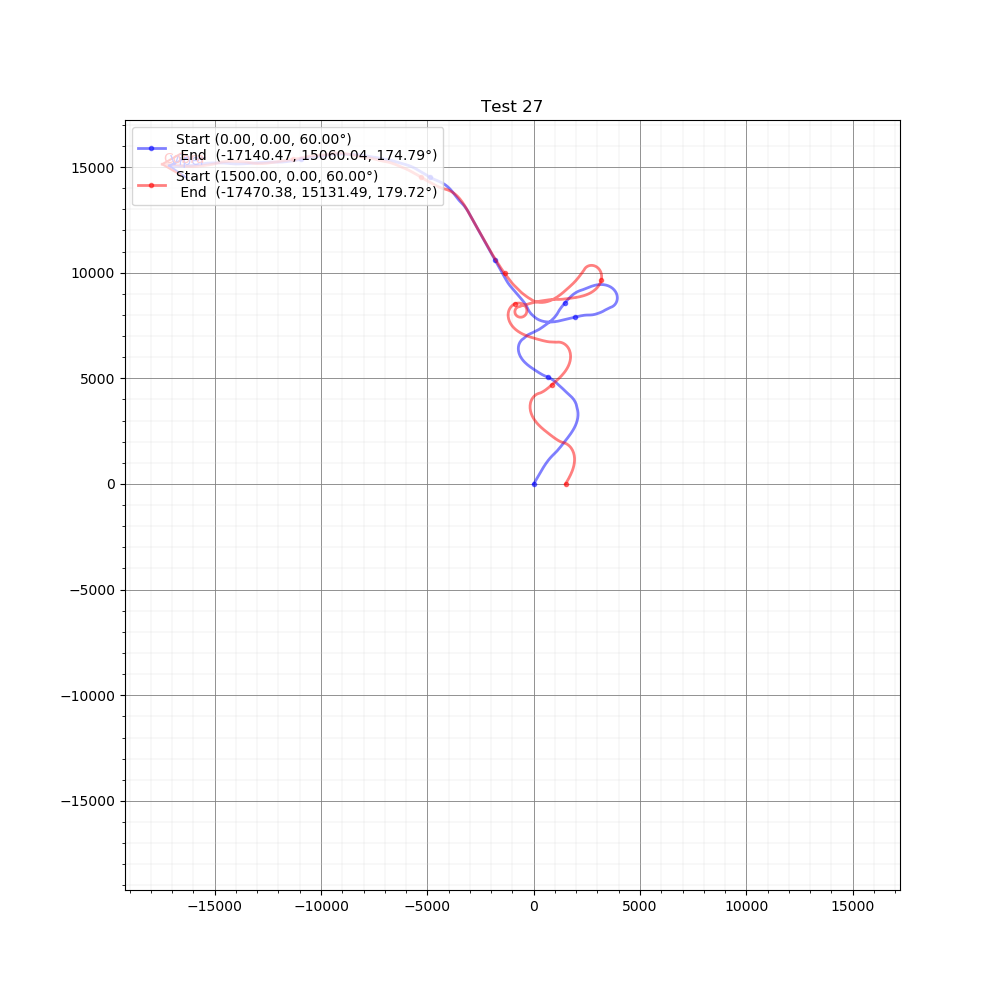 Test 27
Start (0.00, 0.00, 60.00°)
End (-17140.47, 15060.04, 174.79°)
Start (1500.00, 0.00, 60.00°)
End (-17470.38, 15131.49, 179.72°)
15000
10000
5000
0
−5000
−10000
−15000
−15000 −10000 −5000 0 5000 10000 15000